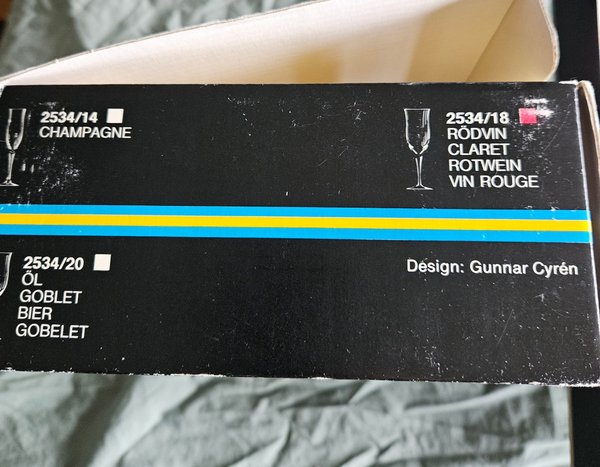 2534/14
CHAMPAGNE
2534/18
RÖDVIN
CLARET
ROTWEIN
VIN ROUGE
2534/20
ÖL
GOBLET
BIER
GOBELET
Design: Gunnar Cyrén